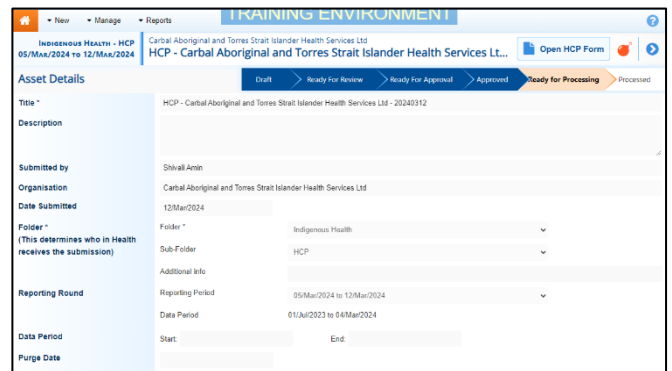 TRAINING ENVIRONMENT
New Manage Reports
INDIGENOUS HEALTH - HCP
05/MAR/2024 TO 12/MAR/2024
Carbal Aboriginal and Torres Strait Islander Health Services Ltd
HCP - Carbal Aboriginal and Torres Strait Islander Health Services Lt...
Open HCP Form
Asset Details
Draft Ready For Review Ready For Approval Approved Ready for Processing Processed
Title * HCP - Carbal Aboriginal and Torres Strait Islander Health Services Ltd - 20240312
Description
Submitted by Shivali Amin
Organisation Carbal Aboriginal and Torres Strait Islander Health Services Ltd
Date Submitted 12/Mar/2024
Folder * Folder * Indigenous Health
(This determines who in Health
receives the submission) Sub-Folder HCP
Additional info
Reporting Round Reporting Period 05/Mar/2024 to 12/Mar/2024
Data Period 01/Jul/2023 to 04/Mar/2024
Data Period Start: End:
Purge Date